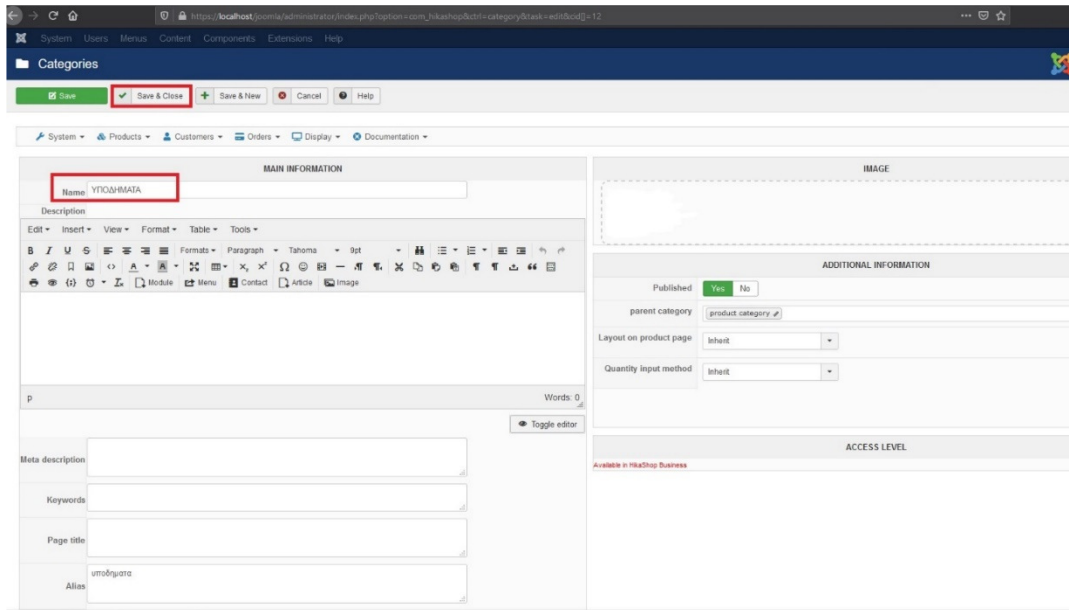 https://localhost/joomla/administrator/index.php?option=com_hikashop&ctrl=category&task=edit&cid[]=12
System Users Menus Content Components Extensions Help
Categories
Save Save & Close Save & New Cancel Help
System Products Customers Orders Display Documentation
MAIN INFORMATION
Name ΥΠΟΔΗΜΑΤΑ
Description
Edit Insert View Format Table Tools
B I U S Formats Paragraph Tahoma 9pt
Module Menu Contact Article Image
p Words: 0
Toggle editor
Meta description
Keywords
Page title
Alias υποδηματα
IMAGE
ADDITIONAL INFORMATION
Published Yes No
parent category product category
Layout on product page Inherit
Quantity input method Inherit
ACCESS LEVEL
Available in HikaShop Business